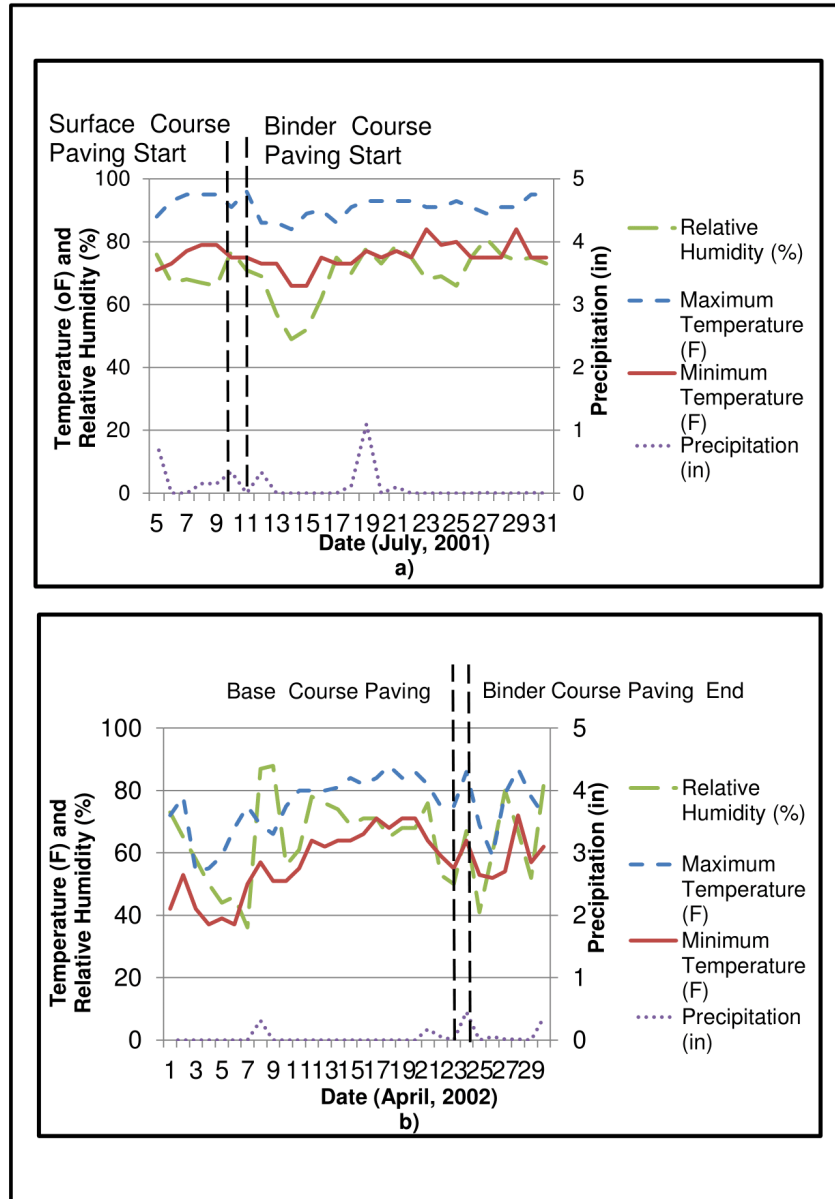 Surface Course
Paving Start
Binder Course
Paving Start
100
80
60
40
20
0
Temperature (oF) and
Relative Humidity (%)
5
4
3
2
1
0
Precipitation (in)
5 7 9 11 13 15 17 19 21 23 25 27 29 31
Date (July, 2001)
a)
Relative
Humidity (%)
Maximum
Temperature
(F)
Minimum
Temperature
(F)
Precipitation
(in)
Base Course Paving
Binder Course Paving End
100
80
60
40
20
0
Temperature (F) and
Relative Humidity (%)
5
4
3
2
1
0
Precipitation (in)
1 3 5 7 9 11 13 15 17 19 21 23 25 27 29
Date (April, 2002)
b)
Relative
Humidity (%)
Maximum
Temperature
(F)
Minimum
Temperature
(F)
Precipitation
(in)